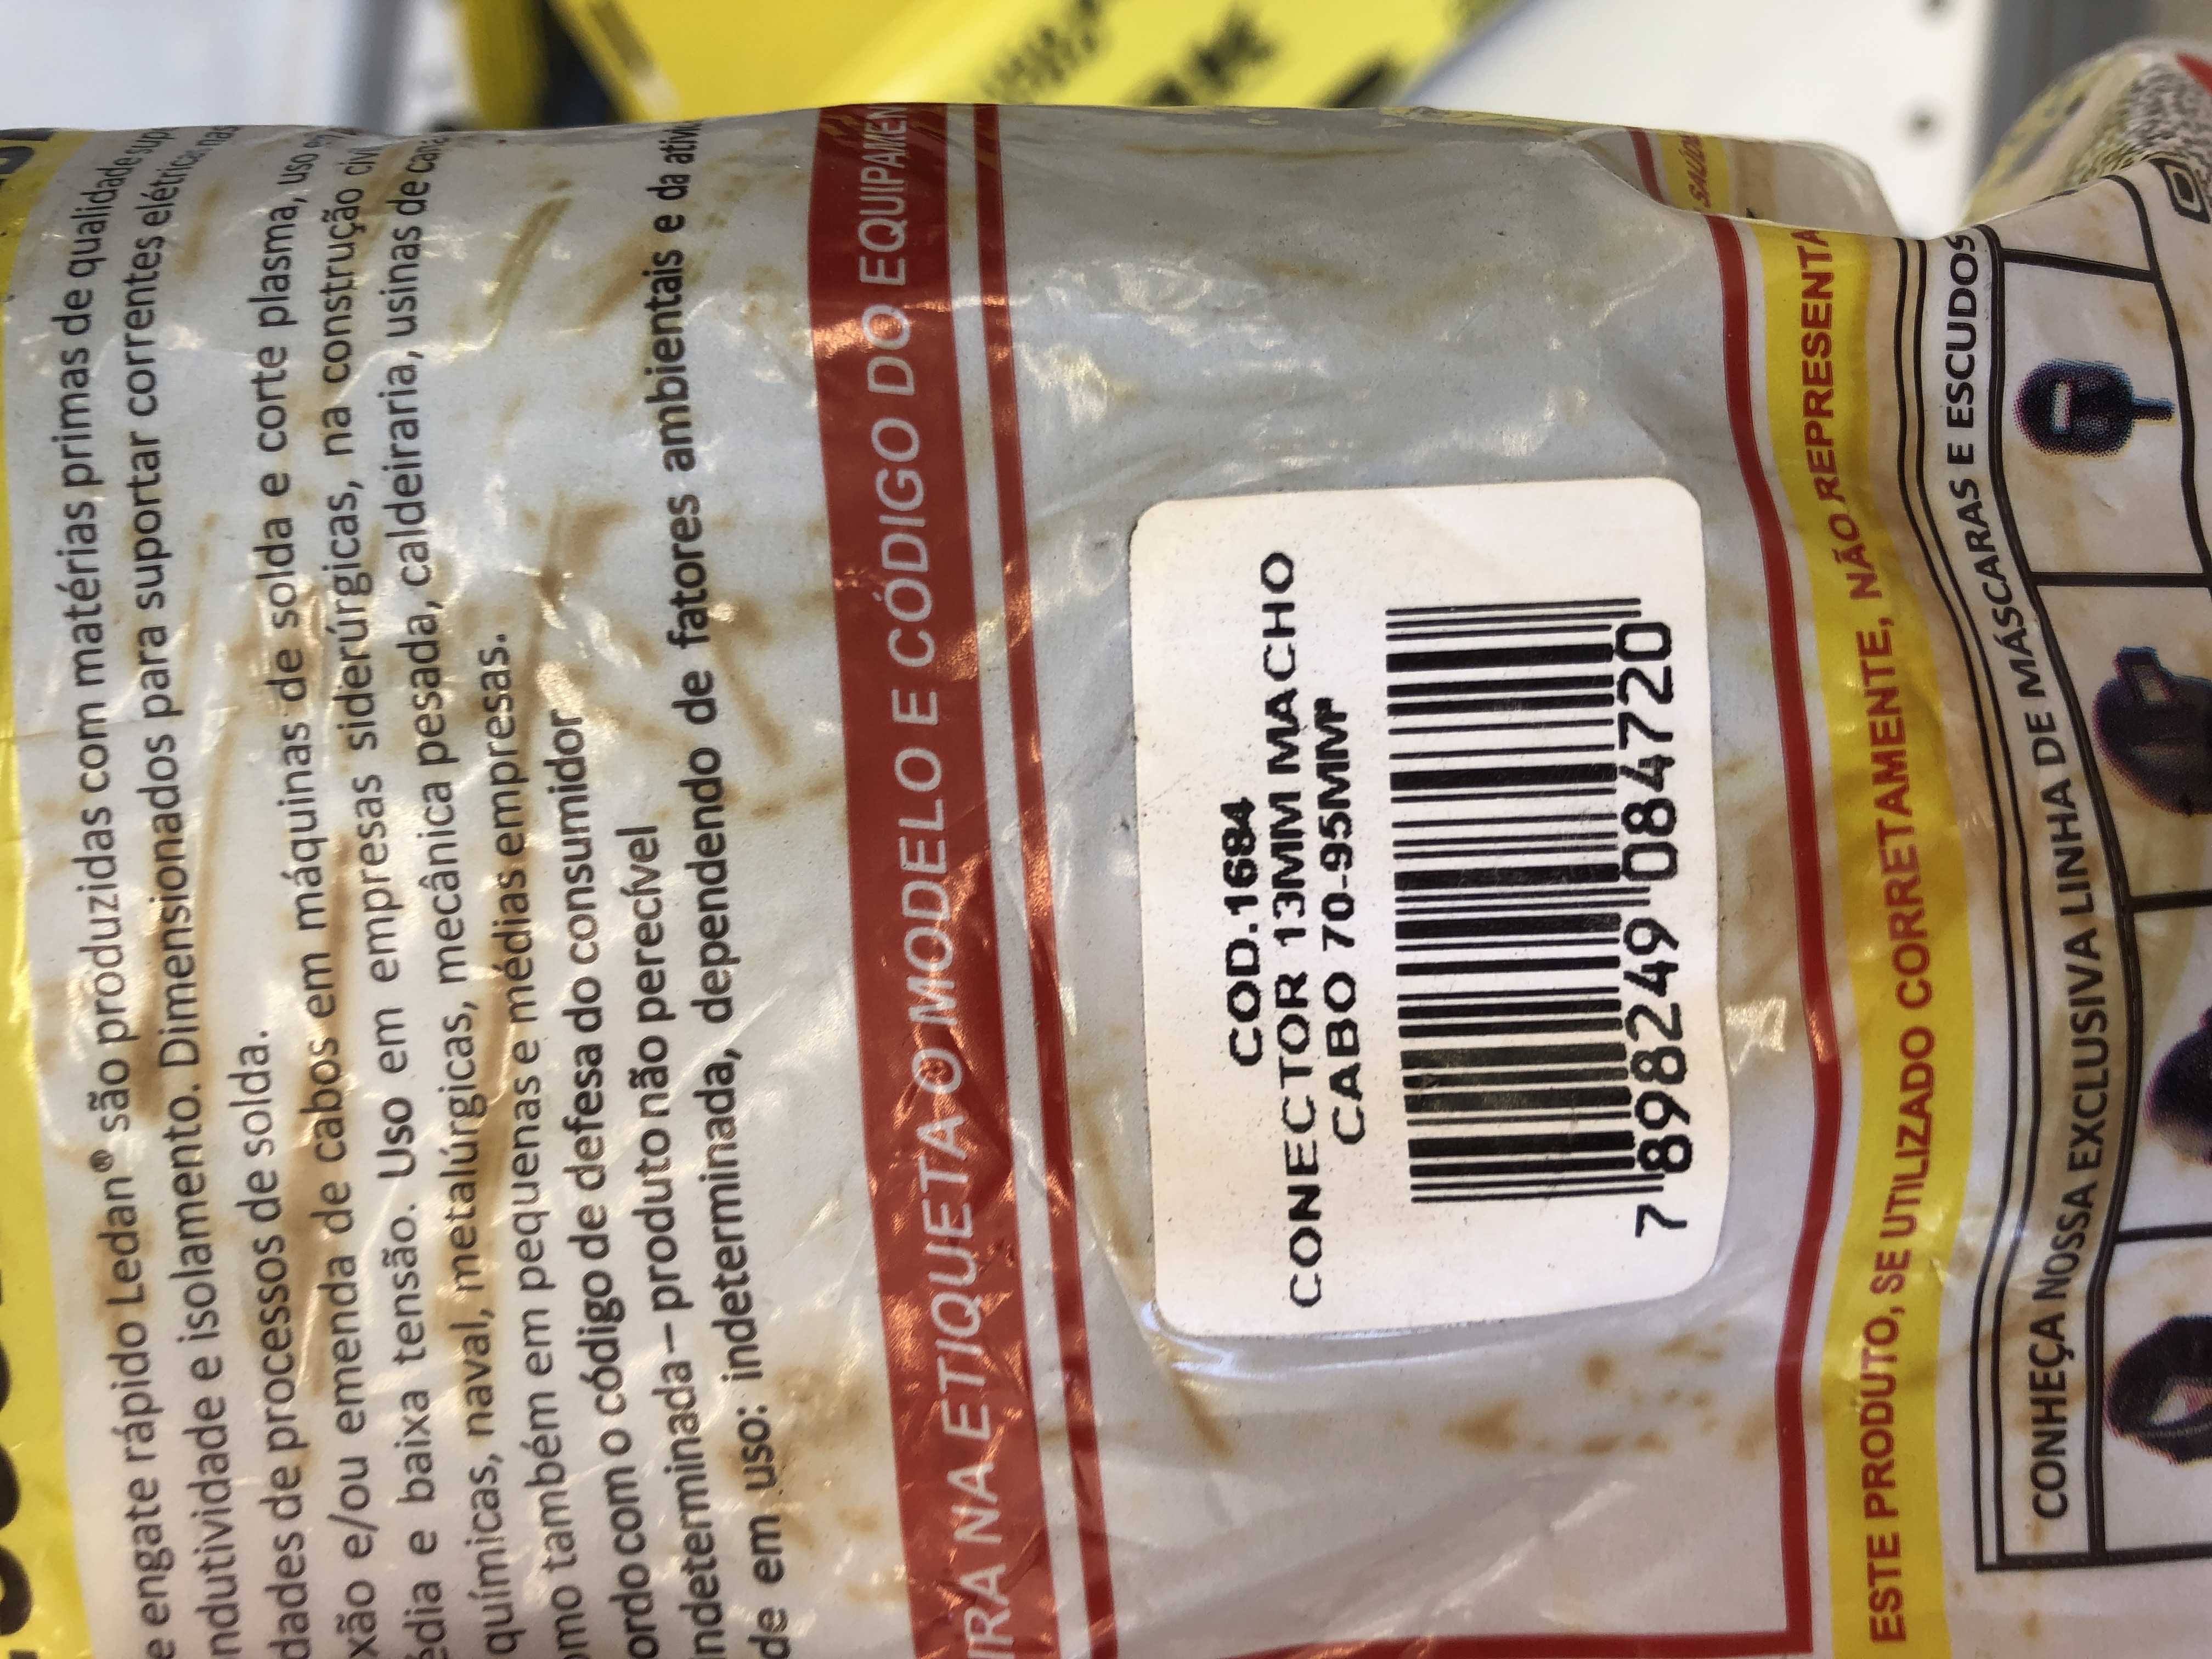 e engate rápido Ledan® são produzidas com matérias primas de qualidade
ndutividade e isolamento. Dimensionados para suportar correntes elétricas nas
dades de processos de solda.
xão e/ou emenda de cabos em máquinas de solda e corte plasma, uso
édia e baixa tensão. Uso em empresas siderúrgicas, na construção
químicas, naval, metalúrgicas, mecânica pesada, caldeiraria, usinas de
omo também em pequenas e médias empresas.
ordo com o código de defesa do consumidor
ndeterminada – produto não perecível
de em uso: indeterminada, dependendo de fatores ambientais e da
IRA NA ETIQUETA O MODELO E CÓDIGO DO EQUIPAMEN
COD.1684
CONECTOR 13MM MACHO
CABO 70-95MM²
7 898249 084720
ESTE PRODUTO, SE UTILIZADO CORRETAMENTE, NÃO REPRESENTA
CONHEÇA NOSSA EXCLUSIVA LINHA DE MÁSCARAS E ESCUDOS